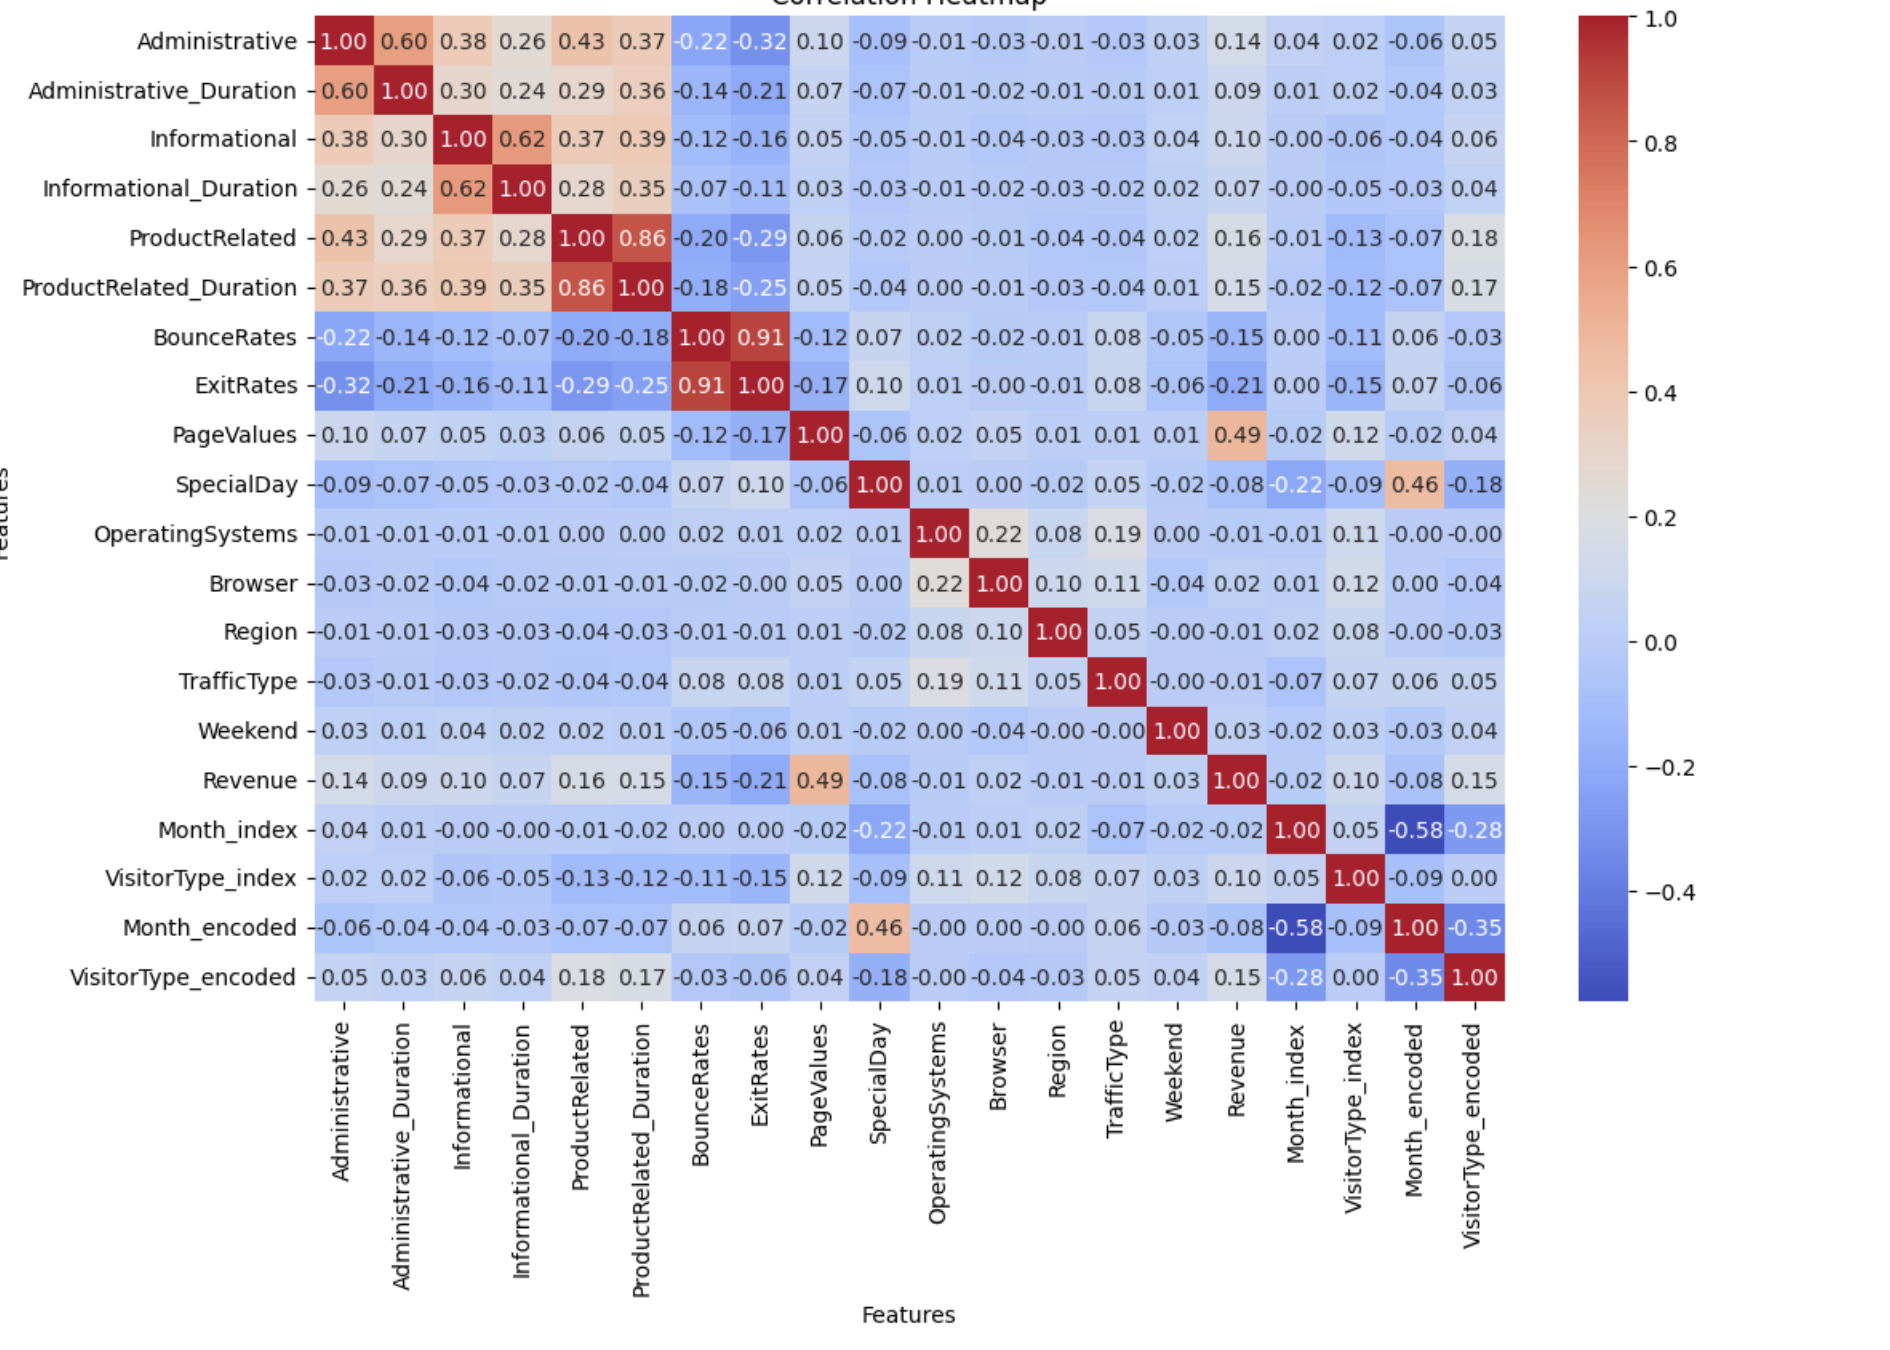 Correlation Heatmap
Administrative 1.00 0.60 0.38 0.26 0.43 0.37 -0.22 -0.32 0.10 -0.09 -0.01 -0.03 -0.01 -0.03 0.03 0.14 0.04 0.02 -0.06 0.05
Administrative_Duration 0.60 1.00 0.30 0.24 0.29 0.36 -0.14 -0.21 0.07 -0.07 -0.01 -0.02 -0.01 -0.01 0.01 0.09 0.01 0.02 -0.04 0.03
Informational 0.38 0.30 1.00 0.62 0.37 0.39 -0.12 -0.16 0.05 -0.05 -0.01 -0.04 -0.03 -0.03 0.04 0.10 -0.00 -0.06 -0.04 0.06
Informational_Duration 0.26 0.24 0.62 1.00 0.28 0.35 -0.07 -0.11 0.03 -0.03 -0.01 -0.02 -0.03 -0.02 0.02 0.07 -0.00 -0.05 -0.03 0.04
ProductRelated 0.43 0.29 0.37 0.28 1.00 0.86 -0.20 -0.29 0.06 -0.02 0.00 -0.01 -0.04 -0.04 0.02 0.16 -0.01 -0.13 -0.07 0.18
ProductRelated_Duration 0.37 0.36 0.39 0.35 0.86 1.00 -0.18 -0.25 0.05 -0.04 0.00 -0.01 -0.03 -0.04 0.01 0.15 -0.02 -0.12 -0.07 0.17
BounceRates -0.22 -0.14 -0.12 -0.07 -0.20 -0.18 1.00 0.91 -0.12 0.07 0.02 -0.02 -0.01 0.08 -0.05 -0.15 0.00 -0.11 0.06 -0.03
ExitRates -0.32 -0.21 -0.16 -0.11 -0.29 -0.25 0.91 1.00 -0.17 0.10 0.01 -0.00 -0.01 0.08 -0.06 -0.21 0.00 -0.15 0.07 -0.06
PageValues 0.10 0.07 0.05 0.03 0.06 0.05 -0.12 -0.17 1.00 -0.06 0.02 0.05 0.01 0.01 0.01 0.49 -0.02 0.12 -0.02 0.04
SpecialDay -0.09 -0.07 -0.05 -0.03 -0.02 -0.04 0.07 0.10 -0.06 1.00 0.01 0.00 -0.02 0.05 -0.02 -0.08 -0.22 -0.09 0.46 -0.18
OperatingSystems -0.01 -0.01 -0.01 -0.01 0.00 0.00 0.02 0.01 0.02 0.01 1.00 0.22 0.08 0.19 0.00 -0.01 -0.01 0.11 -0.00 -0.00
Browser -0.03 -0.02 -0.04 -0.02 -0.01 -0.01 -0.02 -0.00 0.05 0.00 0.22 1.00 0.10 0.11 -0.04 0.02 0.01 0.12 0.00 -0.04
Region -0.01 -0.01 -0.03 -0.03 -0.04 -0.03 -0.01 -0.01 0.01 -0.02 0.08 0.10 1.00 0.05 -0.00 -0.01 0.02 0.08 -0.00 -0.03
TrafficType -0.03 -0.01 -0.03 -0.02 -0.04 -0.04 0.08 0.08 0.01 0.05 0.19 0.11 0.05 1.00 -0.00 -0.01 -0.07 0.07 0.06 0.05
Weekend 0.03 0.01 0.04 0.02 0.02 0.01 -0.05 -0.06 0.01 -0.02 0.00 -0.04 -0.00 -0.00 1.00 0.03 -0.02 0.03 -0.03 0.04
Revenue 0.14 0.09 0.10 0.07 0.16 0.15 -0.15 -0.21 0.49 -0.08 -0.01 0.02 -0.01 -0.01 0.03 1.00 -0.02 0.10 -0.08 0.15
Month_index 0.04 0.01 -0.00 -0.00 -0.01 -0.02 0.00 0.00 -0.02 -0.22 -0.01 0.01 0.02 -0.07 -0.02 -0.02 1.00 0.05 -0.58 -0.28
VisitorType_index 0.02 0.02 -0.06 -0.05 -0.13 -0.12 -0.11 -0.15 0.12 -0.09 0.11 0.12 0.08 0.07 0.03 0.10 0.05 1.00 -0.09 0.00
Month_encoded -0.06 -0.04 -0.04 -0.03 -0.07 -0.07 0.06 0.07 -0.02 0.46 -0.00 0.00 -0.00 0.06 -0.03 -0.08 -0.58 -0.09 1.00 -0.35
VisitorType_encoded 0.05 0.03 0.06 0.04 0.18 0.17 -0.03 -0.06 0.04 -0.18 -0.00 -0.04 -0.03 0.05 0.04 0.15 -0.28 0.00 -0.35 1.00
Features
Administrative
Administrative_Duration
Informational
Informational_Duration
ProductRelated
ProductRelated_Duration
BounceRates
ExitRates
PageValues
SpecialDay
OperatingSystems
Browser
Region
TrafficType
Weekend
Revenue
Month_index
VisitorType_index
Month_encoded
VisitorType_encoded
Features
1.0
0.8
0.6
0.4
0.2
0.0
−0.2
−0.4